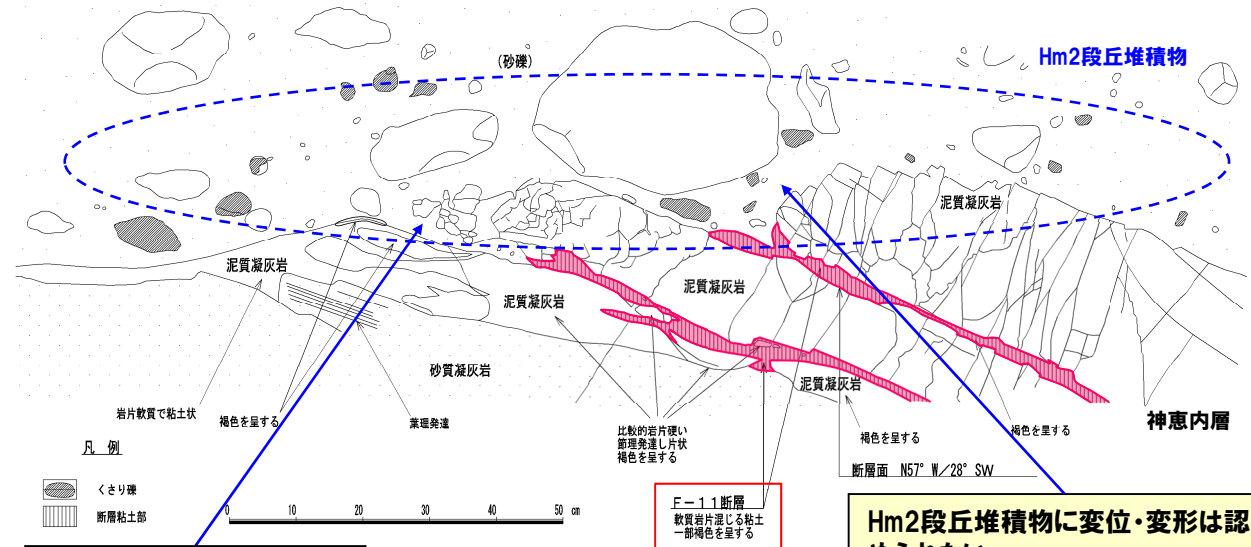 (砂礫)
Hm2段丘堆積物
泥質凝灰岩
泥質凝灰岩
泥質凝灰岩
泥質凝灰岩
砂質凝灰岩
泥質凝灰岩
岩片軟質で粘土状
褐色を呈する
葉理発達
比較的岩片硬い
節理発達し片状
褐色を呈する
褐色を呈する
褐色を呈する
神恵内層
断層面 N57°W/28°SW
凡 例
くさり礫
断層粘土部
0 10 20 30 40 50 cm
F-11断層
軟質岩片混じる粘土
一部褐色を呈する
Hm2段丘堆積物に変位・変形は認